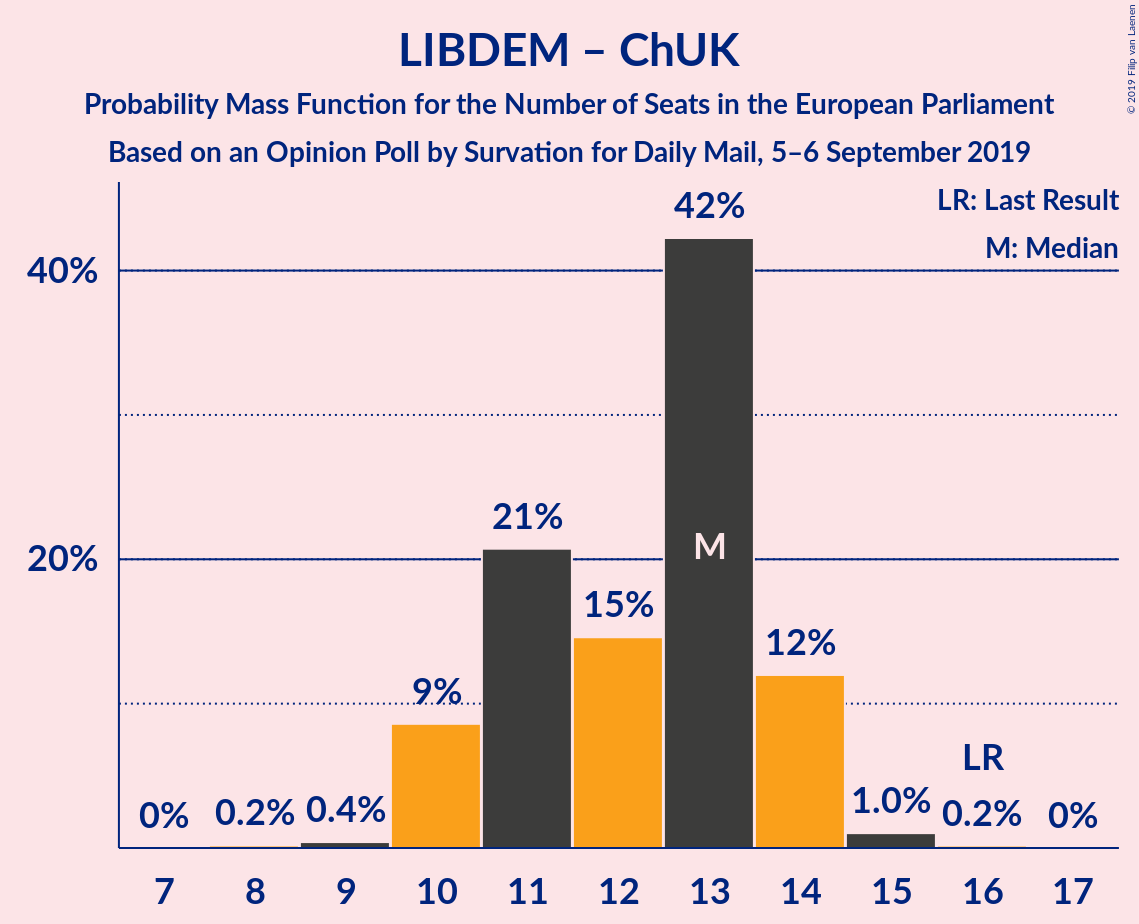 LIBDEM – ChUK
Probability Mass Function for the Number of Seats in the European Parliament
Based on an Opinion Poll by Survation for Daily Mail, 5–6 September 2019
© 2019 Filip van Laenen
LR: Last Result
M: Median
40%
20%
0%
0.2%
0.4%
9%
21%
15%
42%
M
12%
1.0%
LR
0.2%
0%
7 8 9 10 11 12 13 14 15 16 17